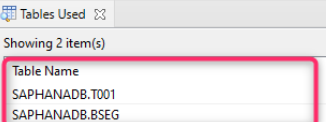 Tables Used
Showing 2 item(s)
Table Name
SAPHANADB.T001
SAPHANADB.BSEG